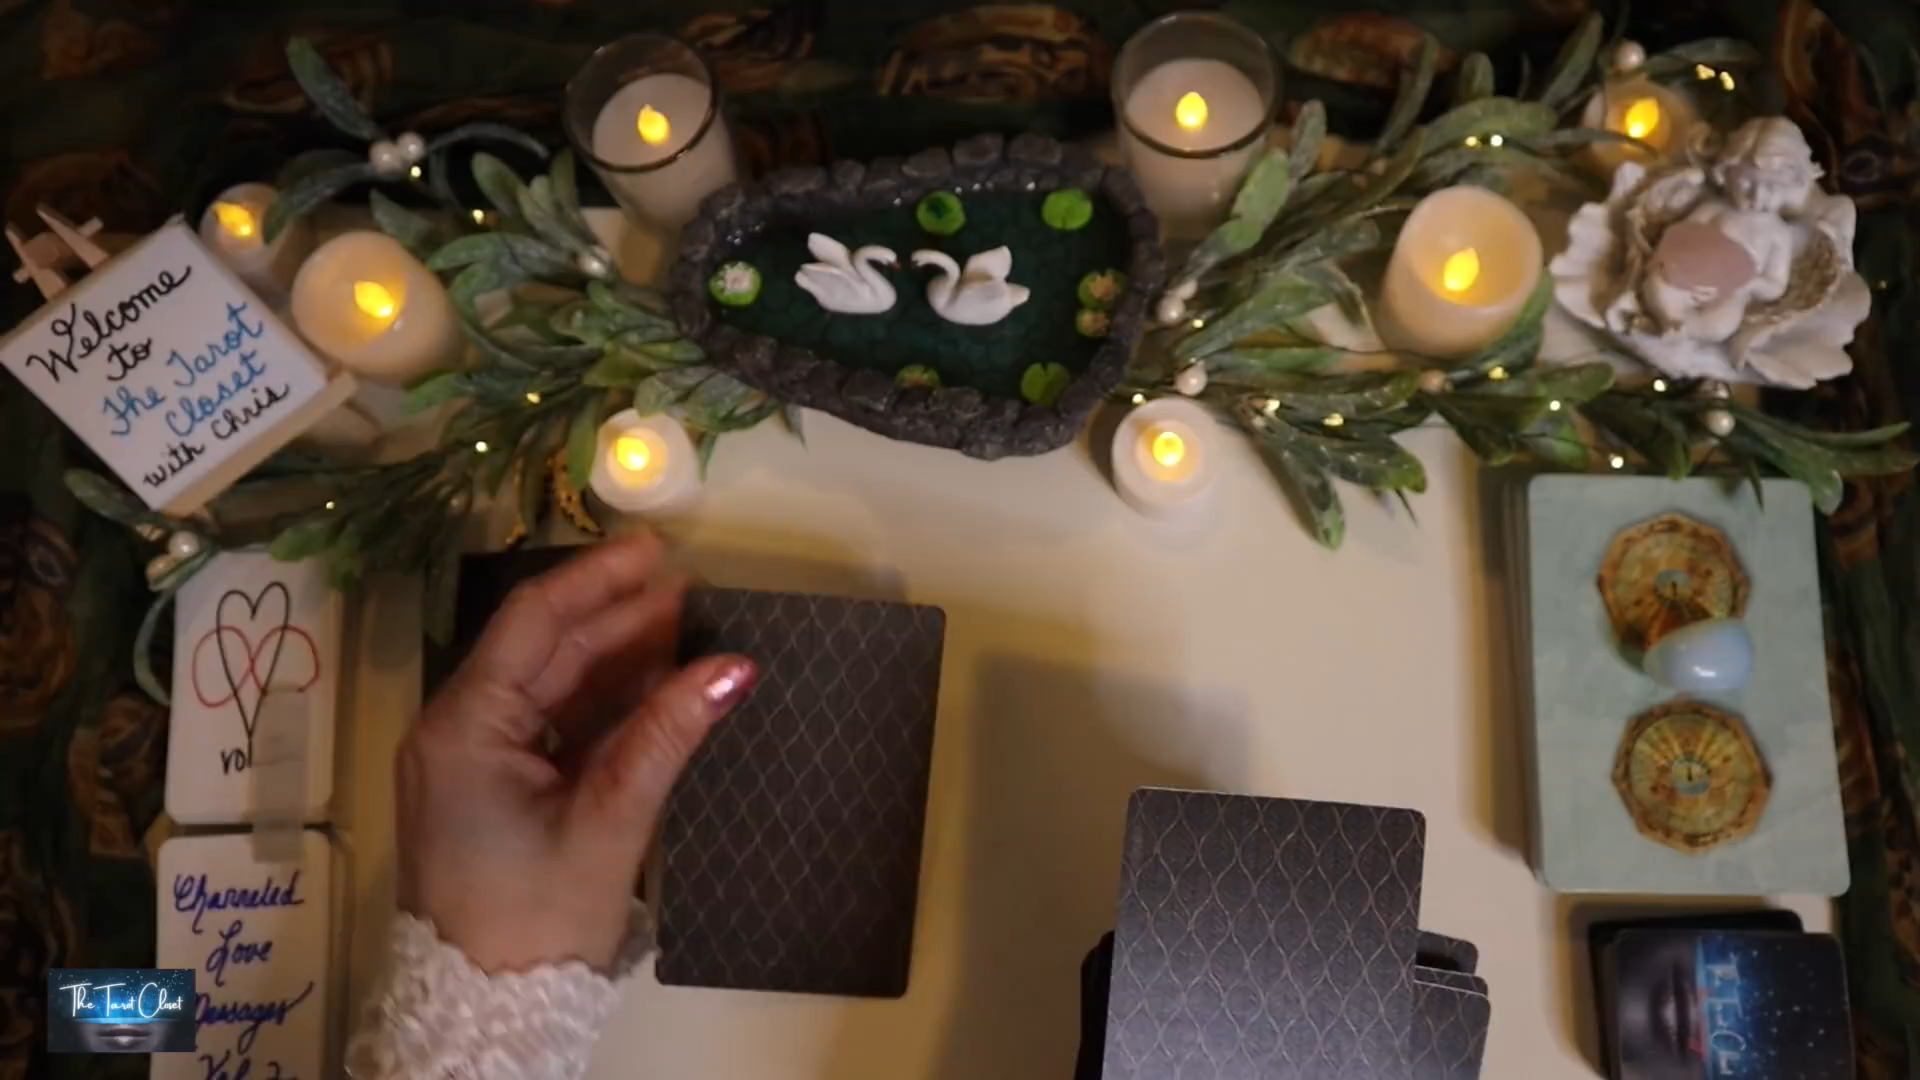 Welcome
to
The Tarot
Closet
with Chris
Channeled
Love
Messages
The Tarot Closet